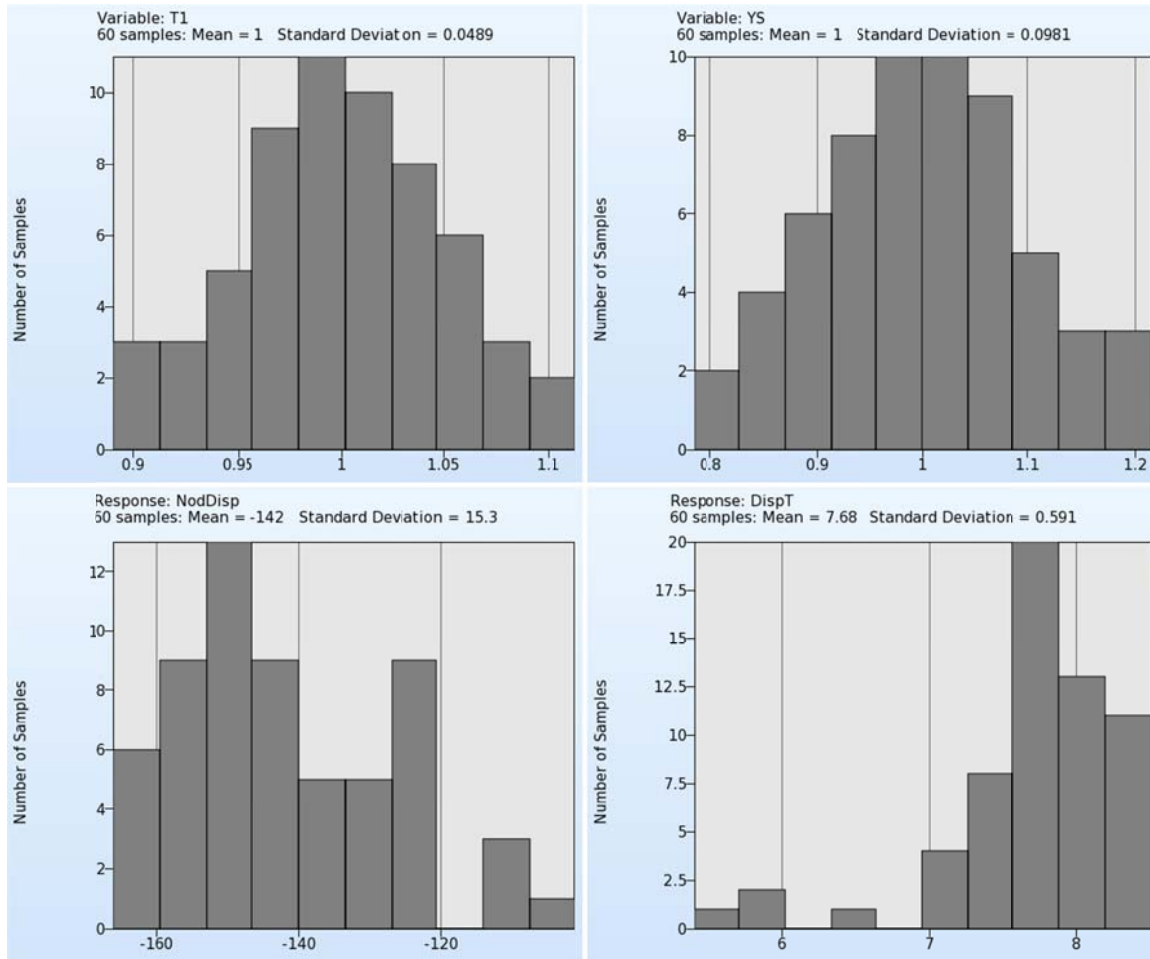 Variable: T1
60 samples: Mean = 1 Standard Deviation = 0.0489
Number of Samples
10
8
6
4
2
0
0.9 0.95 1 1.05 1.1
Variable: YS
60 samples: Mean = 1 Standard Deviation = 0.0981
Number of Samples
10
8
6
4
2
0
0.8 0.9 1 1.1 1.2
Response: NodDisp
60 samples: Mean = -142 Standard Deviation = 15.3
Number of Samples
12
10
8
6
4
2
0
-160 -140 -120
Response: DispT
60 samples: Mean = 7.68 Standard Deviation = 0.591
Number of Samples
20
17.5
15
12.5
10
7.5
5
2.5
0
6 7 8